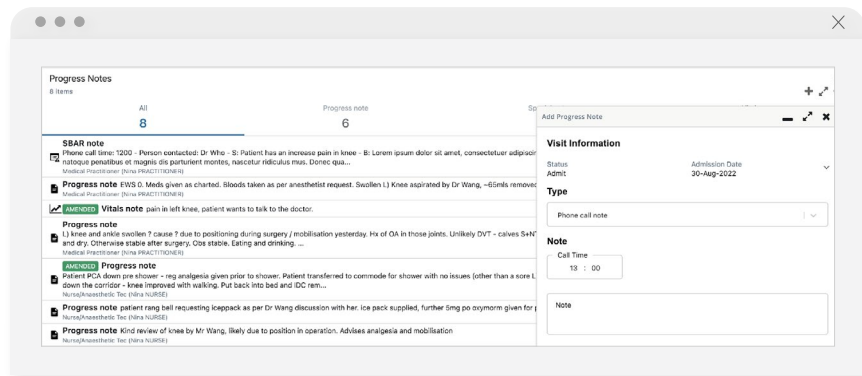 Progress Notes
8 items
All
8
Progress note
6
SBAR note
Phone call time: 1200 - Person contacted: Dr Who - S: Patient has an increase pain in knee - B: Lorem ipsum dolor sit amet, consectetuer adipiscin
natoque penatibus et magnis dis parturient montes, nascetur ridiculus mus. Donec qua...
Medical Practitioner (Nina PRACTITIONER)
Progress note EWS 0. Meds given as charted. Bloods taken as per anesthetist request. Swollen L) Knee aspirated by Dr Wang, ~65mls removed
Medical Practitioner (Nina PRACTITIONER)
AMENDED Vitals note pain in left knee, patient wants to talk to the doctor.
Progress note
L) knee and ankle swollen ? cause ? due to positioning during surgery / mobilisation yesterday. Hx of OA in those joints. Unlikely DVT - calves S+NT
and dry. Otherwise stable after surgery. Obs stable. Eating and drinking. ...
Medical Practitioner (Nina PRACTITIONER)
AMENDED Progress note
Patient PCA down pre shower - reg analgesia given prior to shower. Patient transferred to commode for shower with no issues (other than a sore L
down the corridor - knee improved with walking. Put back into bed and IDC rem...
Nurse/Anaesthetic Tec (Nina NURSE)
Progress note patient rang bell requesting icepack as per Dr Wang discussion with her. ice pack supplied, further 5mg po oxynorm given for
Nurse/Anaesthetic Tec (Nina NURSE)
Progress note Kind review of knee by Mr Wang, likely due to position in operation. Advises analgesia and mobilisation
Nurse/Anaesthetic Tec (Nina NURSE)
Add Progress Note
Visit Information
Status
Admit
Admission Date
30-Aug-2022
Type
Phone call note
Note
Call Time
13 : 00
Note